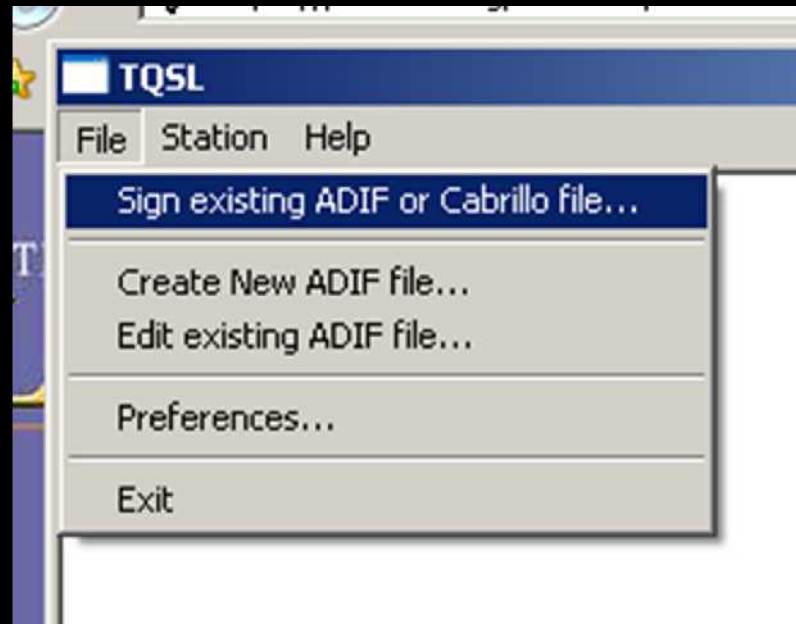 TQSL
File Station Help
Sign existing ADIF or Cabrillo file...
Create New ADIF file...
Edit existing ADIF file...
Preferences...
Exit